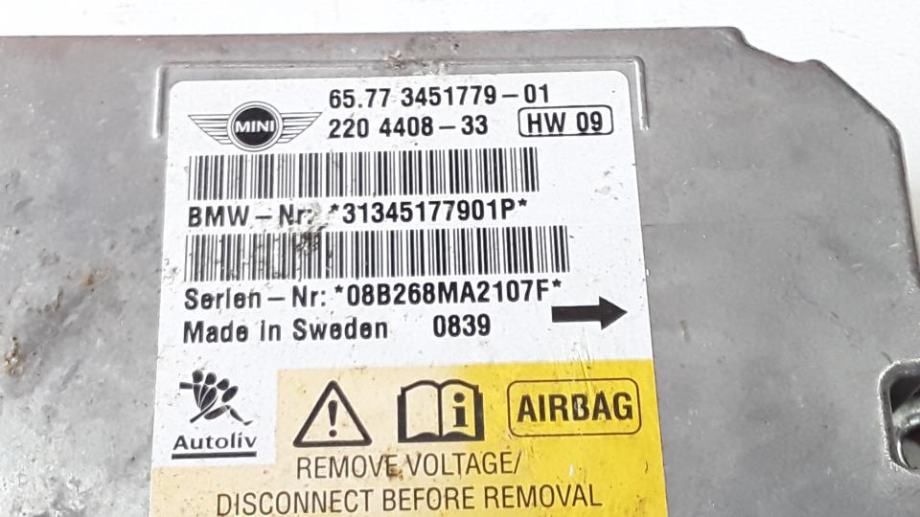 MINI
65.77 3451779-01
220 4408-33 HW 09
BMW-Nr: *31345177901P*
Serien-Nr: *08B268MA2107F*
Made in Sweden 0839
Autoliv
AIRBAG
REMOVE VOLTAGE/
DISCONNECT BEFORE REMOVAL